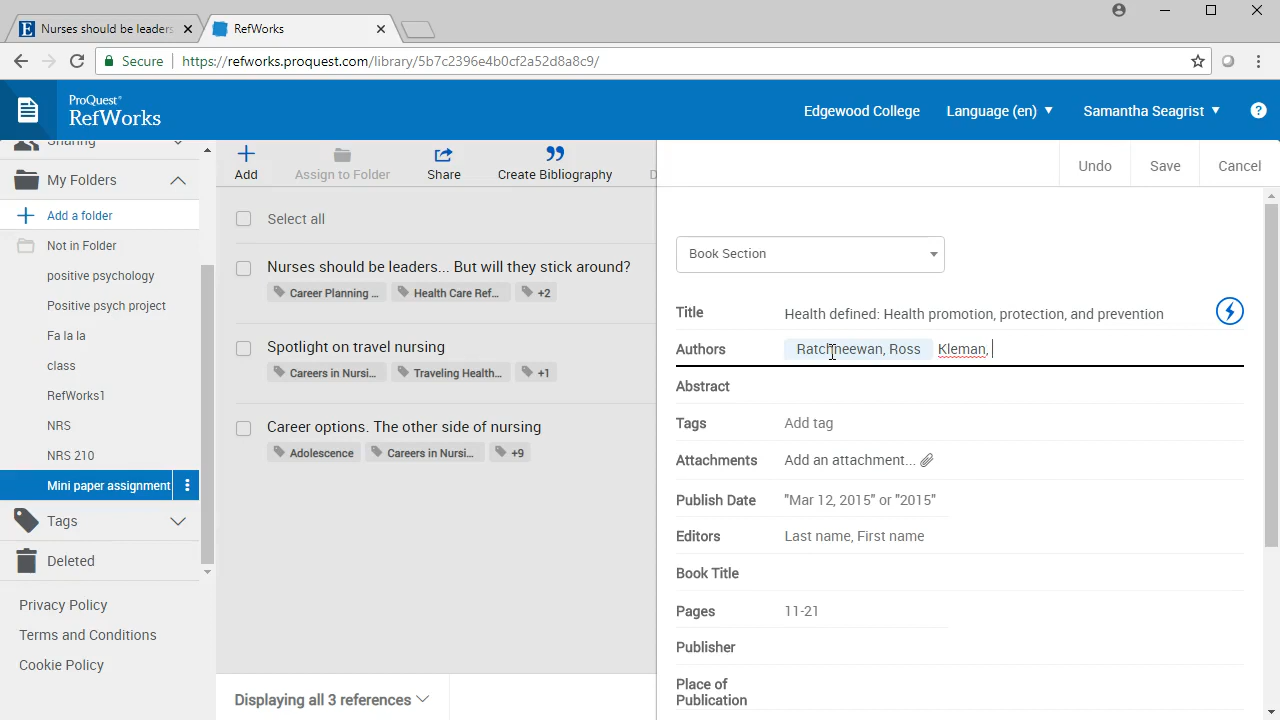 Nurses should be leaders
RefWorks
Secure
https://refworks.proquest.com/library/5b7c2396e4b0cf2a52d8a8c9/
ProQuest®
RefWorks
Edgewood College
Language (en)
Samantha Seagrist
?
Sharing
My Folders
Add a folder
Not in Folder
positive psychology
Positive psych project
Fa la la
class
RefWorks1
NRS
NRS 210
Mini paper assignment
Tags
Deleted
Privacy Policy
Terms and Conditions
Cookie Policy
Add
Assign to Folder
Share
Create Bibliography
D
Select all
Nurses should be leaders... But will they stick around?
Career Planning ...
Health Care Ref...
+2
Spotlight on travel nursing
Careers in Nursi...
Traveling Health...
+1
Career options. The other side of nursing
Adolescence
Careers in Nursi...
+9
Displaying all 3 references
Undo
Save
Cancel
Book Section
Title
Health defined: Health promotion, protection, and prevention
Authors
Ratchneewan, Ross
Kleman,
Abstract
Tags
Add tag
Attachments
Add an attachment...
Publish Date
"Mar 12, 2015" or "2015"
Editors
Last name, First name
Book Title
Pages
11-21
Publisher
Place of
Publication